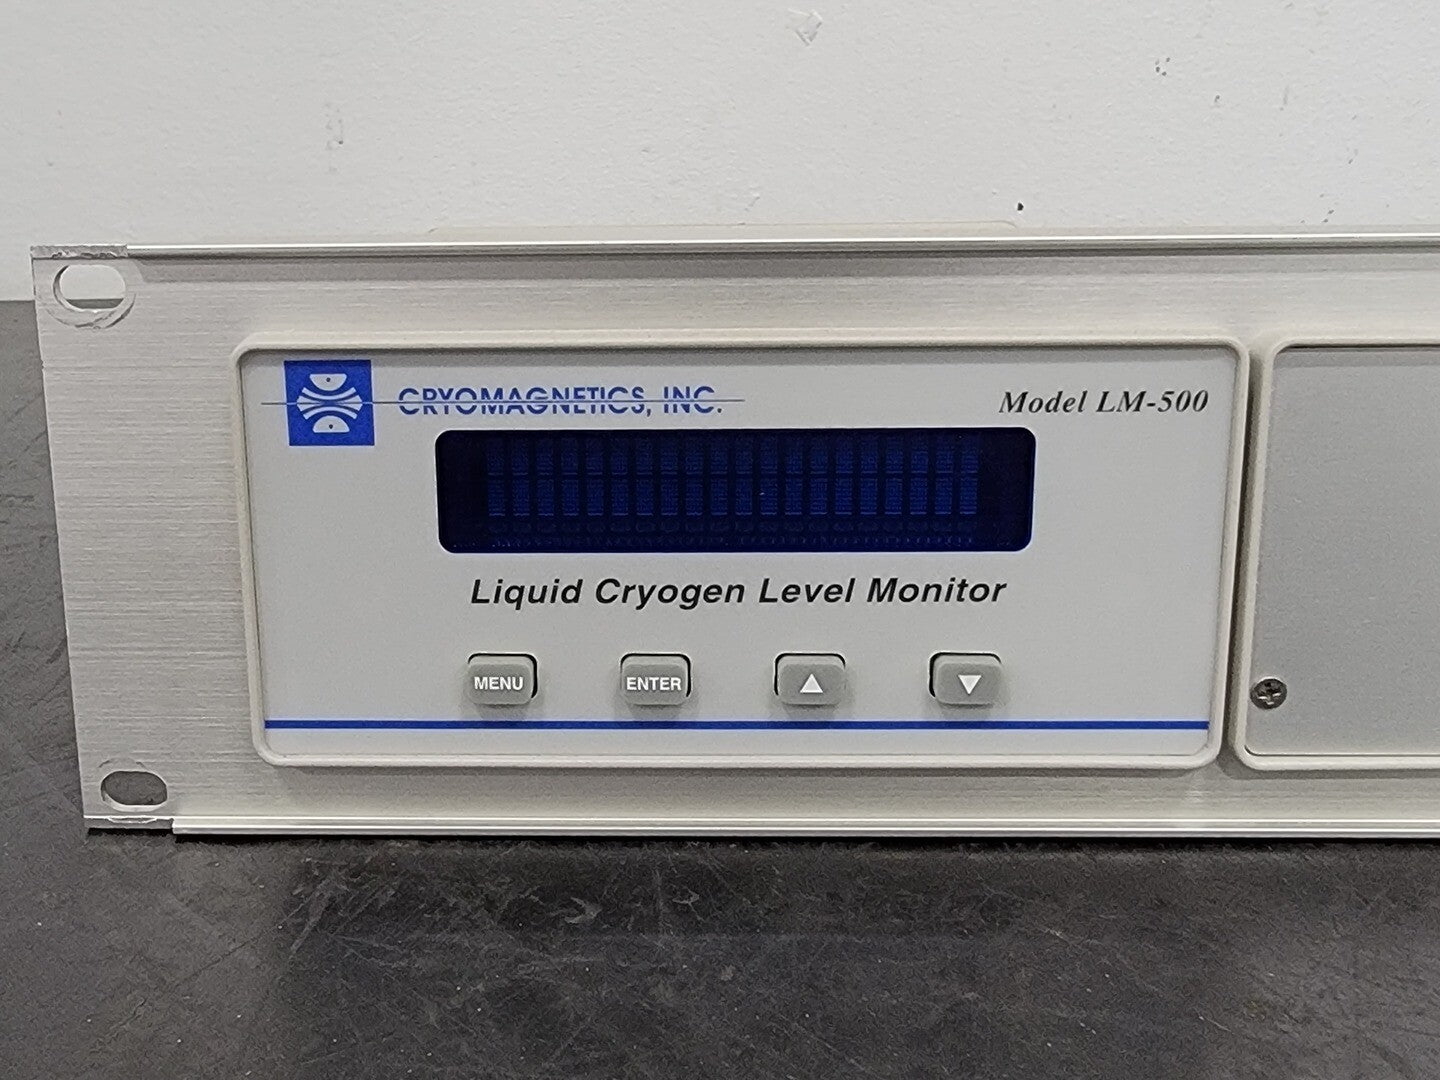 CRYOMAGNETICS, INC.
Model LM-500
Liquid Cryogen Level Monitor
MENU
ENTER